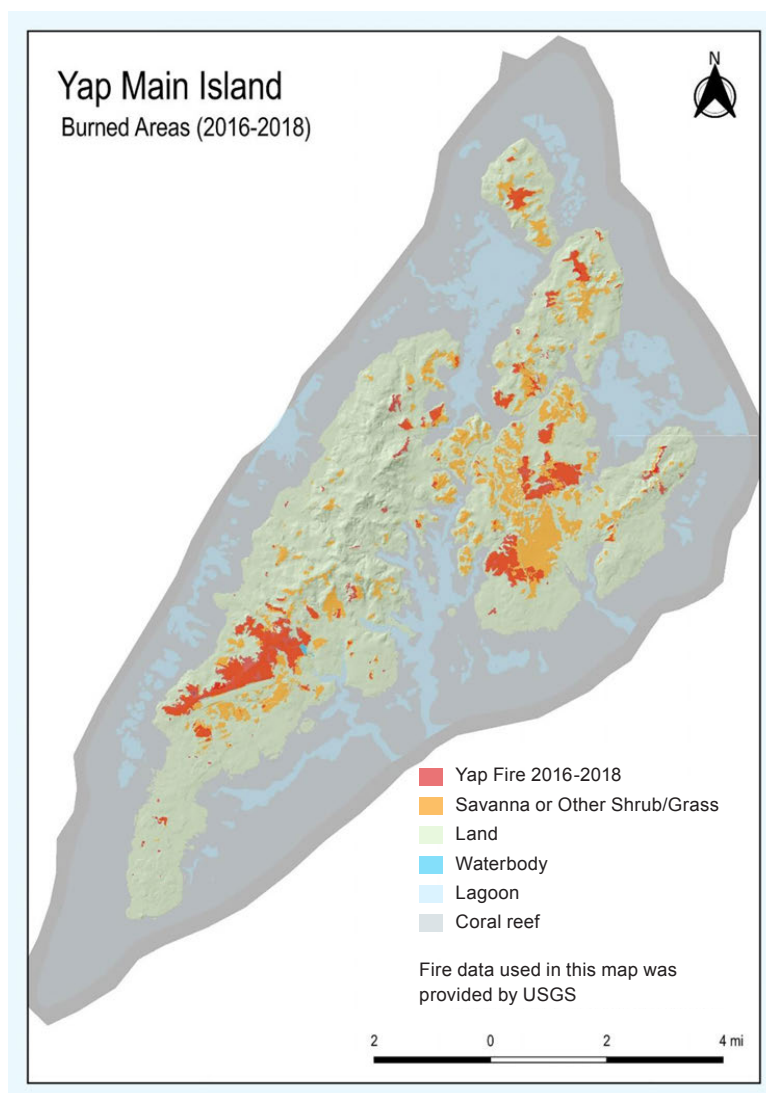 Yap Main Island
Burned Areas (2016-2018)
N
Yap Fire 2016-2018
Savanna or Other Shrub/Grass
Land
Waterbody
Lagoon
Coral reef
Fire data used in this map was
provided by USGS
2 0 2 4 mi